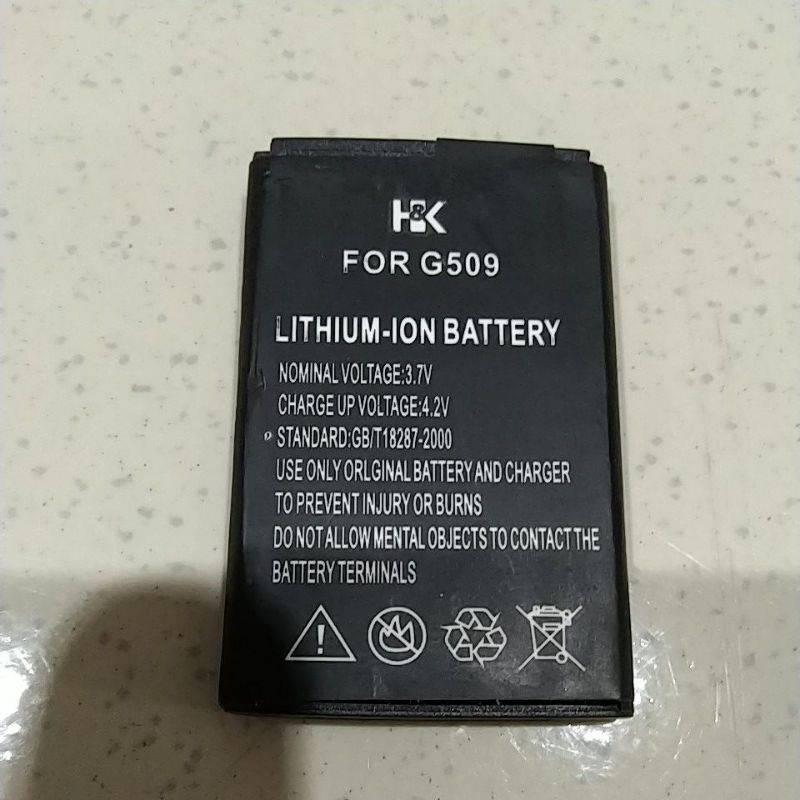 H&K
FOR G509
LITHIUM-ION BATTERY
NOMINAL VOLTAGE:3.7V
CHARGE UP VOLTAGE:4.2V
STANDARD:GB/T18287-2000
USE ONLY ORLGINAL BATTERY AND CHARGER
TO PREVENT INJURY OR BURNS
DO NOT ALLOW MENTAL OBJECTS TO CONTACT THE
BATTERY TERMINALS